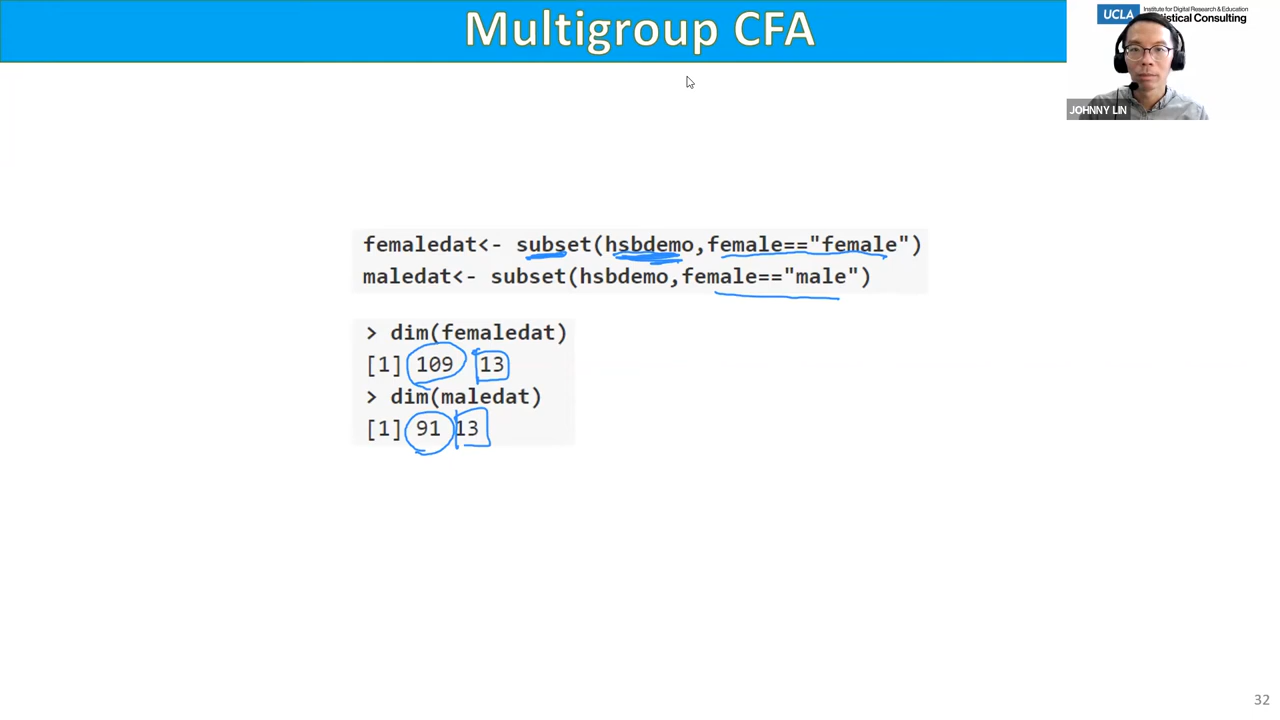 Multigroup CFA
UCLA Institute for Digital Research & Education
tistical Consulting
JOHNNY LIN
femaledat<- subset(hsbdemo,female=="female")
maledat<- subset(hsbdemo,female=="male")
> dim(femaledat)
[1] 109 13
> dim(maledat)
[1] 91 13
32